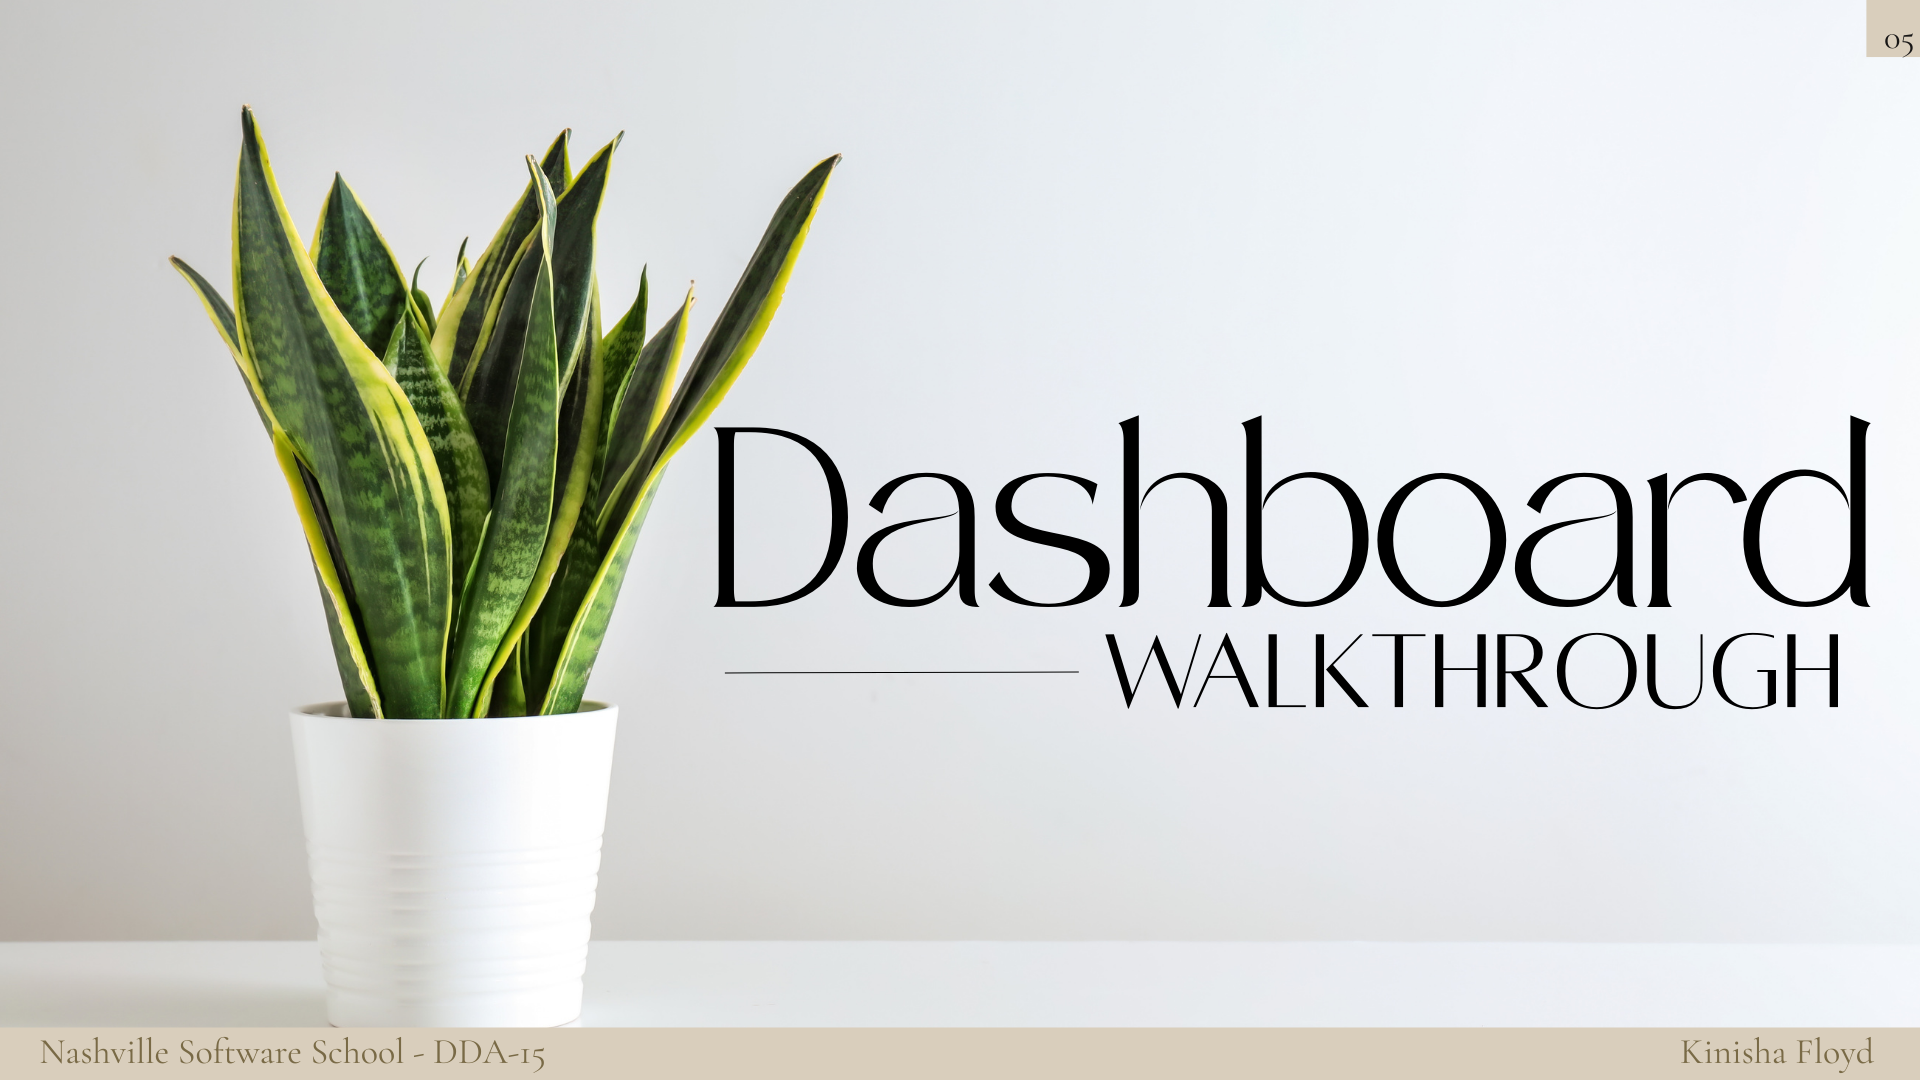 05
Dashboard
WALKTHROUGH
Nashville Software School - DDA-15
Kinisha Floyd